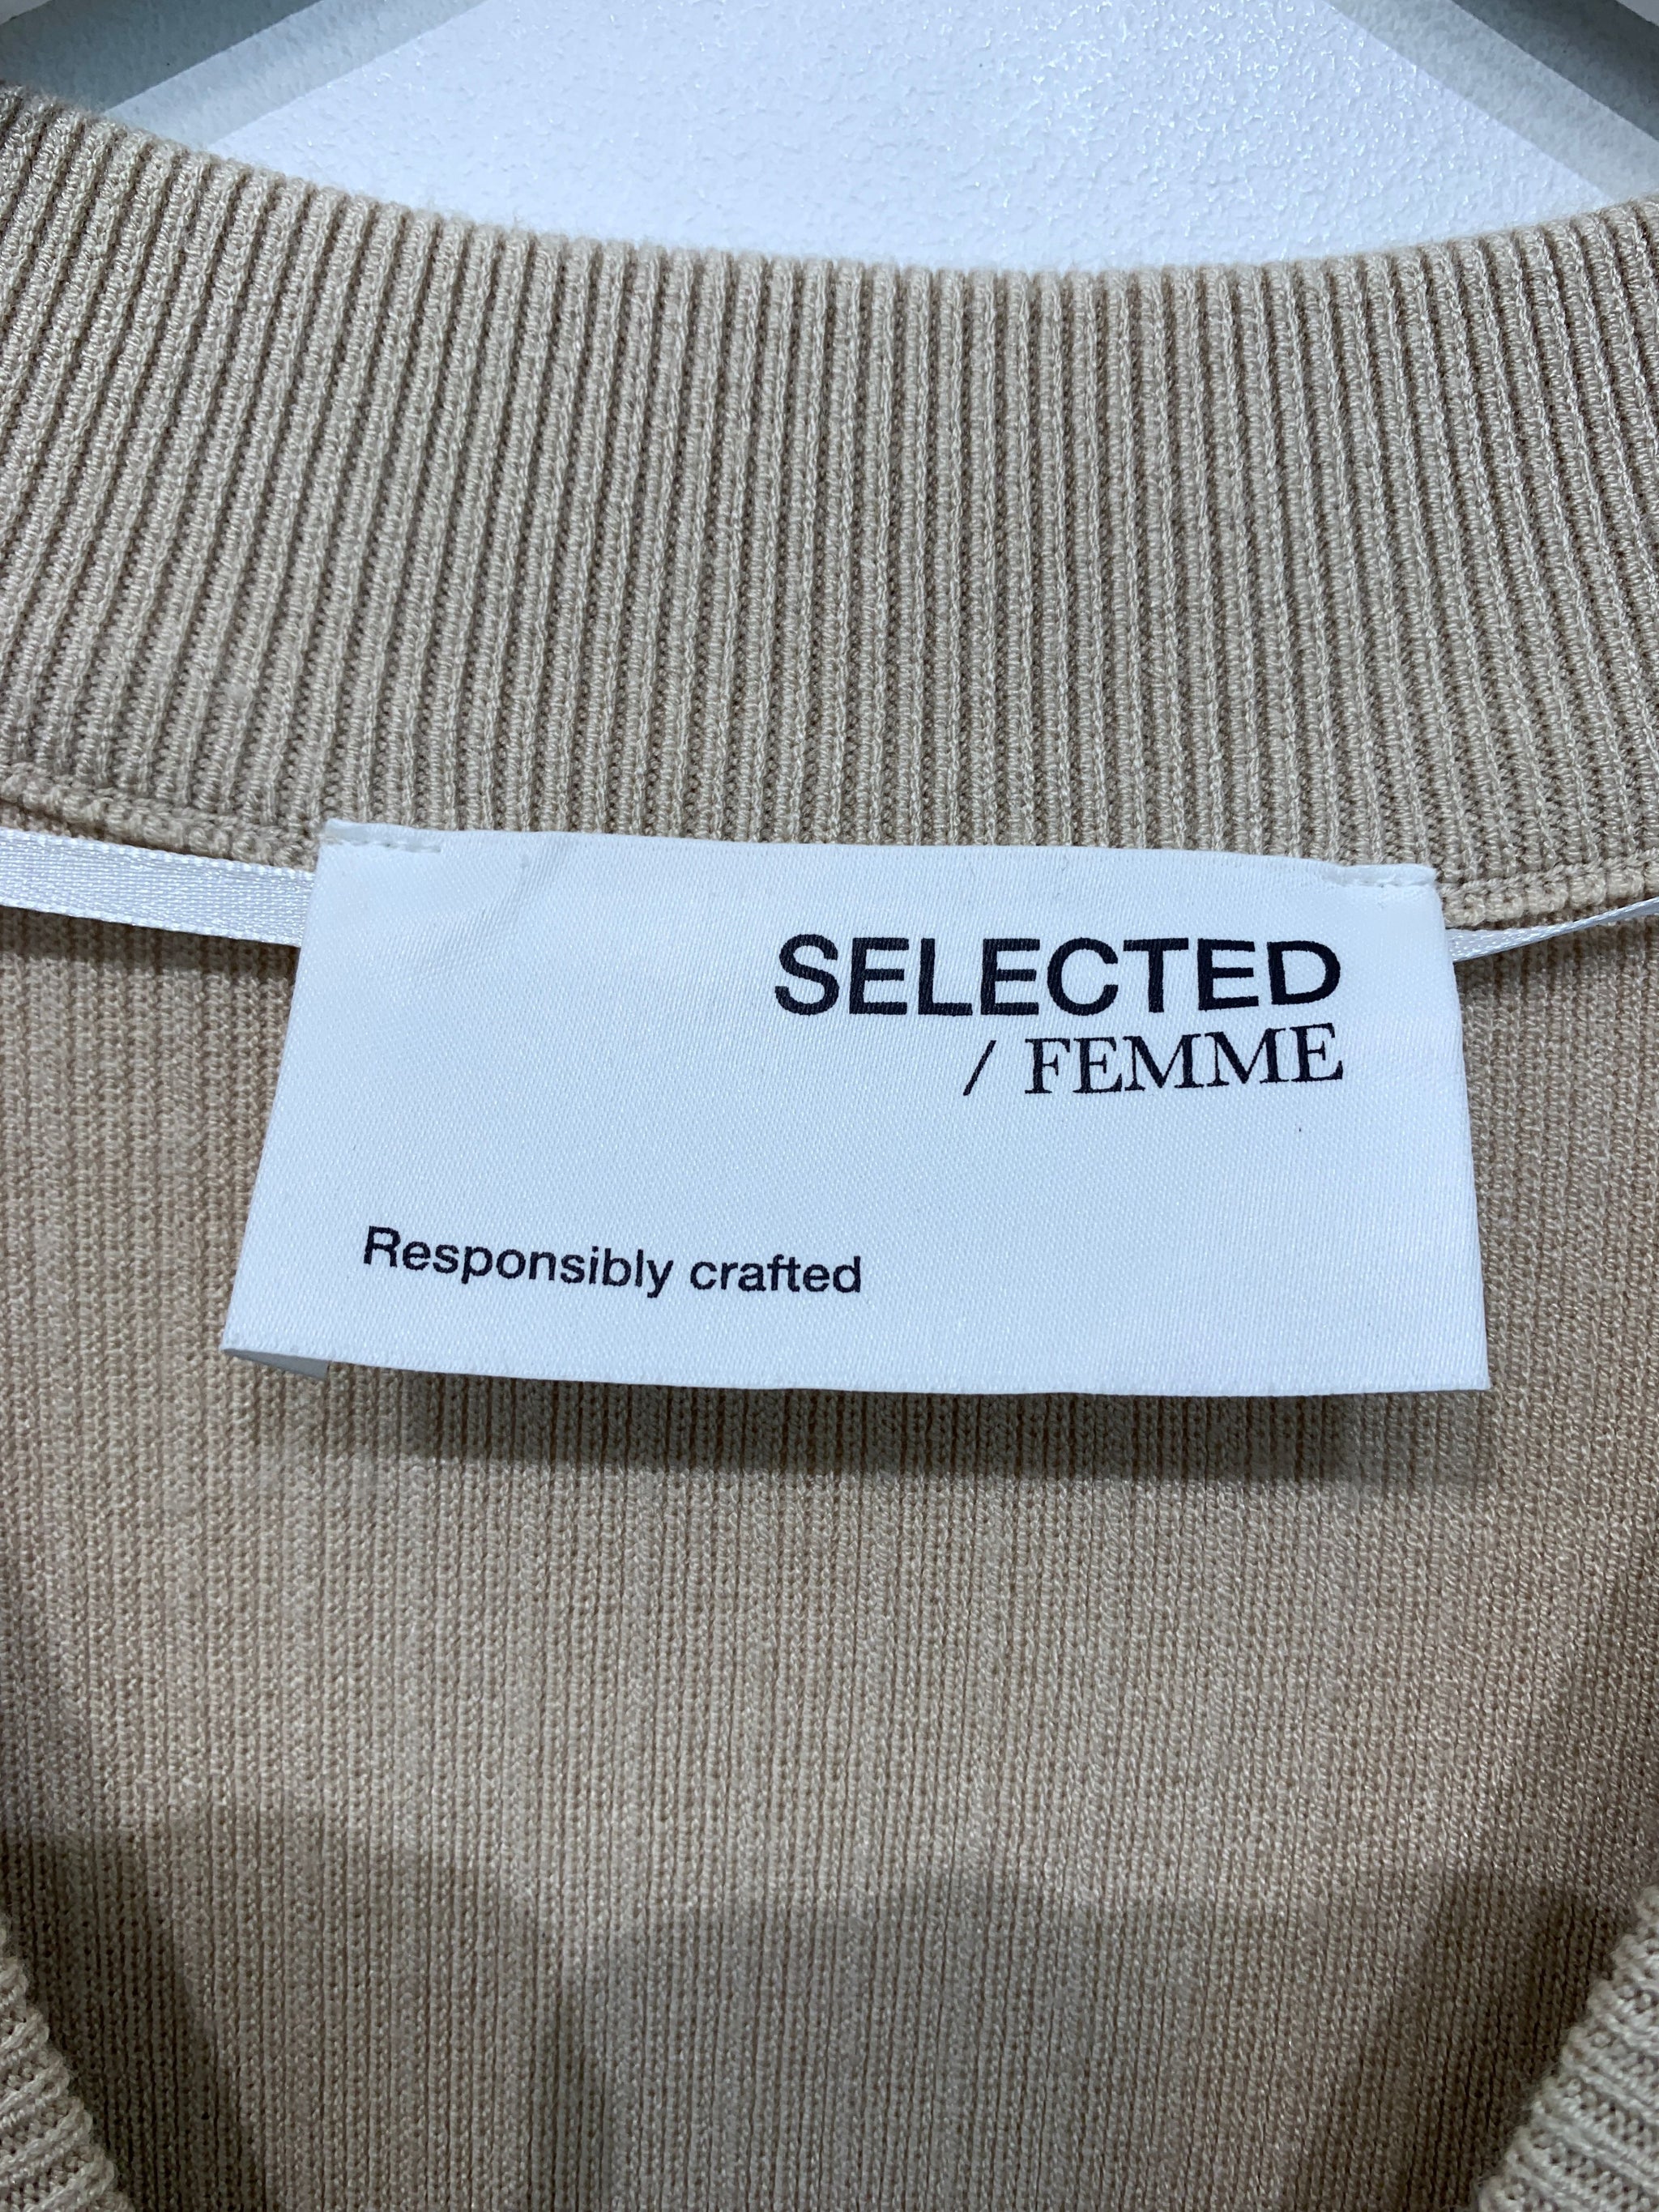 SELECTED
/ FEMME
Responsibly crafted